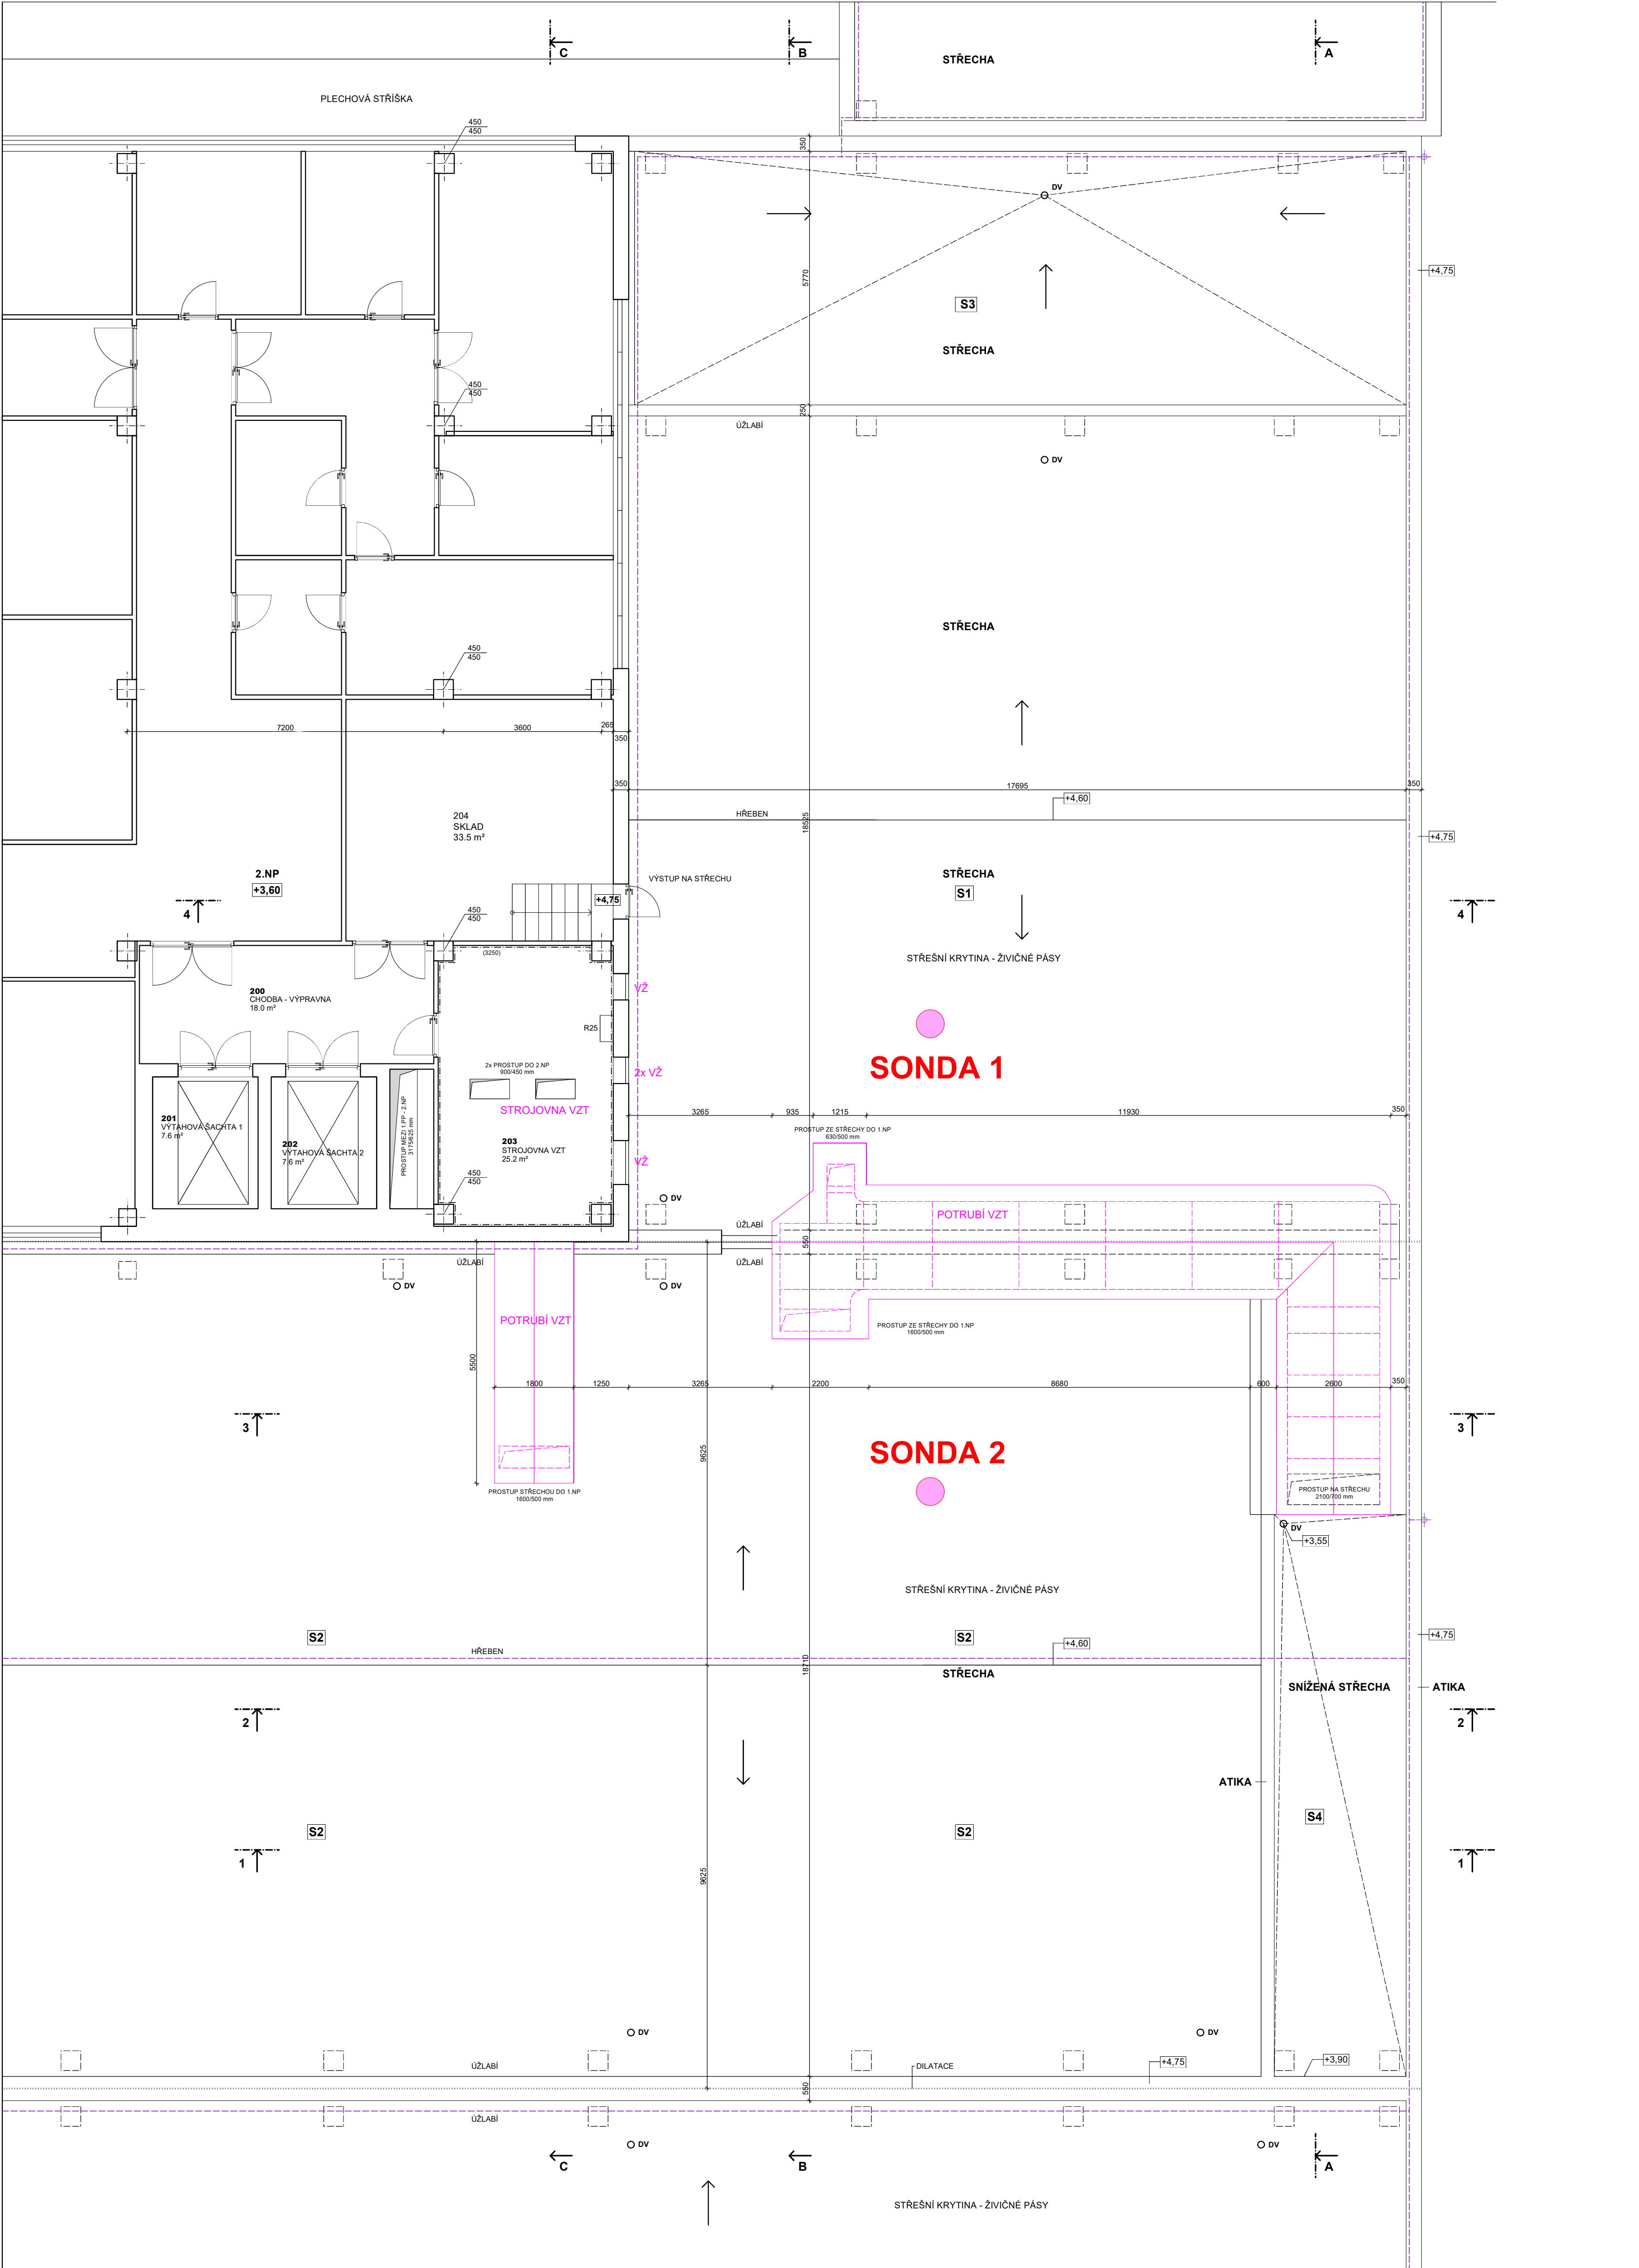 C
B
A
STŘECHA
PLECHOVÁ STŘÍŠKA
450
450
350
DV
5770
+4,75
S3
STŘECHA
450
450
250
ÚŽLABÍ
DV
STŘECHA
450
450
7200
3600
265
350
350
17695
350
+4,60
HŘEBEN
18525
204
SKLAD
33.5 m²
+4,75
2.NP
+3,60
VÝSTUP NA STŘECHU
STŘECHA
S1
+4,75
4
450
450
4
(3250)
STŘEŠNÍ KRYTINA - ŽIVIČNÉ PÁSY
200
CHODBA - VÝPRAVNA
18.0 m²
VŽ
R25
SONDA 1
2x PROSTUP DO 2.NP
900/450 mm
2x VŽ
STROJOVNA VZT
3265
935
1215
11930
350
201
VÝTAHOVÁ ŠACHTA 1
7.6 m²
202
VÝTAHOVÁ ŠACHTA 2
7.6 m²
PROSTUP MEZI 1.PP - 2.NP
3175/625 mm
203
STROJOVNA VZT
25.2 m²
PROSTUP ZE STŘECHY DO 1.NP
630/500 mm
VŽ
450
450
DV
POTRUBÍ VZT
ÚŽLABÍ
550
ÚŽLABÍ
ÚŽLABÍ
DV
DV
POTRUBÍ VZT
PROSTUP ZE STŘECHY DO 1.NP
1600/500 mm
5500
1800
1250
3265
2200
8680
600
2600
350
3
3
9625
SONDA 2
PROSTUP STŘECHOU DO 1.NP
1600/500 mm
PROSTUP NA STŘECHU
2100/700 mm
DV
+3,55
STŘEŠNÍ KRYTINA - ŽIVIČNÉ PÁSY
S2
S2
+4,60
+4,75
HŘEBEN
18710
STŘECHA
SNÍŽENÁ STŘECHA
ATIKA
2
2
ATIKA
S4
S2
S2
1
1
9625
DV
DV
ÚŽLABÍ
DILATACE
+4,75
+3,90
550
ÚŽLABÍ
DV
DV
C
B
A
STŘEŠNÍ KRYTINA - ŽIVIČNÉ PÁSY